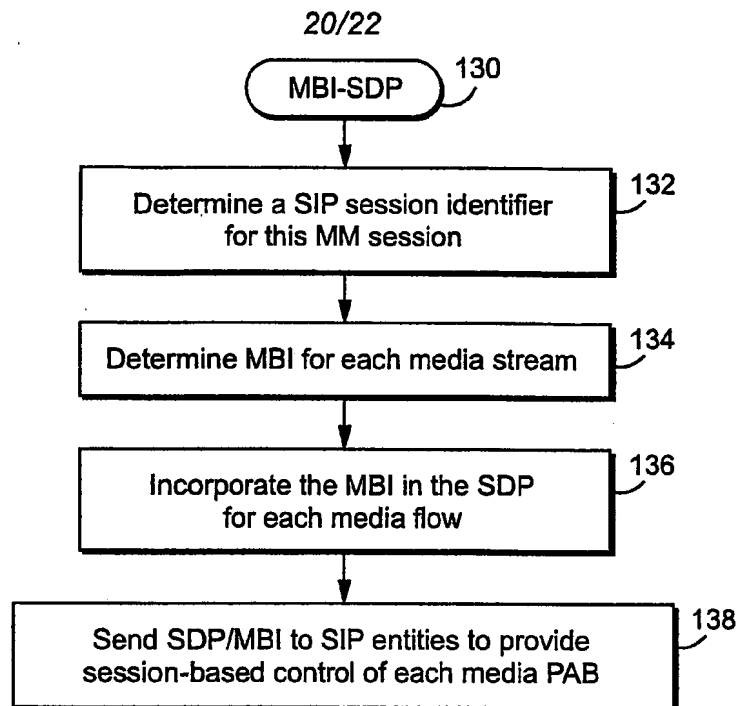 20/22
MBI-SDP
130
132
Determine a SIP session identifier
for this MM session
134
Determine MBI for each media stream
136
Incorporate the MBI in the SDP
for each media flow
138
Send SDP/MBI to SIP entities to provide
session-based control of each media PAB